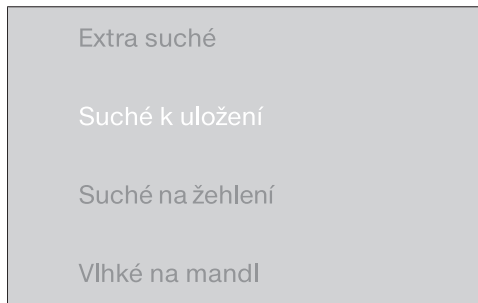 Extra suché
Suché k uložení
Suché na žehlení
Vlhké na mandl